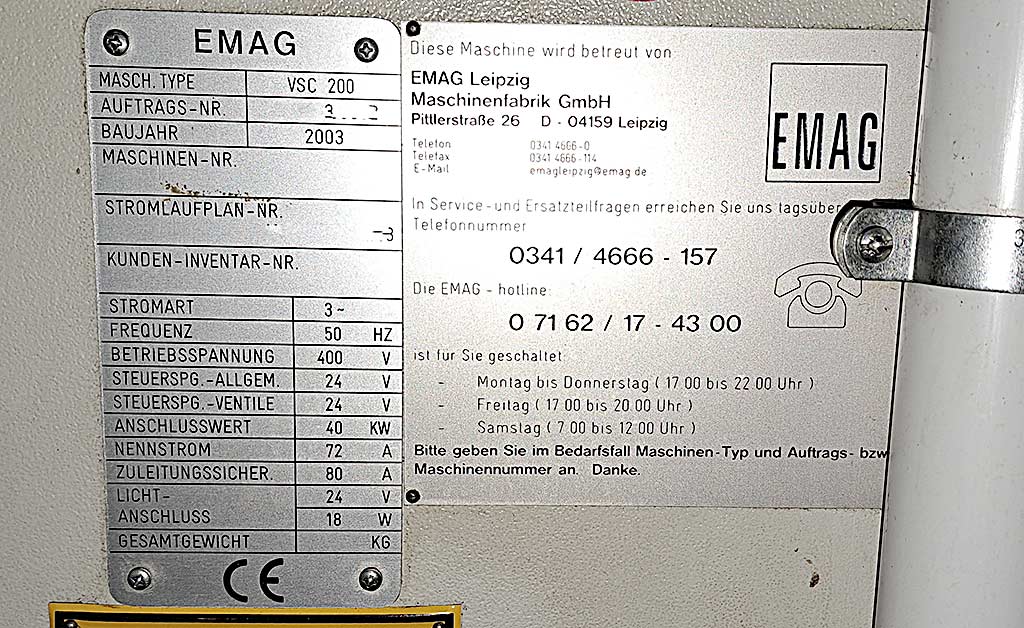 EMAG
MASCH. TYPE VSC 200
AUFTRAGS-NR.
BAUJAHR 2003
MASCHINEN-NR.
STROMLAUFPLAN-NR.
KUNDEN-INVENTAR-NR.
STROMART 3~
FREQUENZ 50 HZ
BETRIEBSSPANNUNG 400 V
STEUERSPG.-ALLGEM. 24 V
STEUERSPG.-VENTILE 24 V
ANSCHLUSSWERT 40 KW
NENNSTROM 72 A
ZULEITUNGSSICHER. 80 A
LICHT- 24 V
ANSCHLUSS 18 W
GESAMTGEWICHT KG
CE
Diese Maschine wird betreut von
EMAG Leipzig
Maschinenfabrik GmbH
Pittlerstraße 26 D - 04159 Leipzig
Telefon 0341 4666-0
Telefax 0341 4666-114
E-Mail emagleipzig@emag.de
EMAG
In Service-und Ersatzteilfragen erreichen Sie uns tagsüber
Telefonnummer
0341 / 4666 - 157
Die EMAG - hotline:
0 71 62 / 17 - 43 00
ist für Sie geschaltet
- Montag bis Donnerstag ( 17 00 bis 22 00 Uhr )
- Freitag ( 17 00 bis 20 00 Uhr )
- Samstag ( 7 00 bis 12 00 Uhr )
Bitte geben Sie im Bedarfsfall Maschinen-Typ und Auftrags- bzw
Maschinennummer an. Danke.